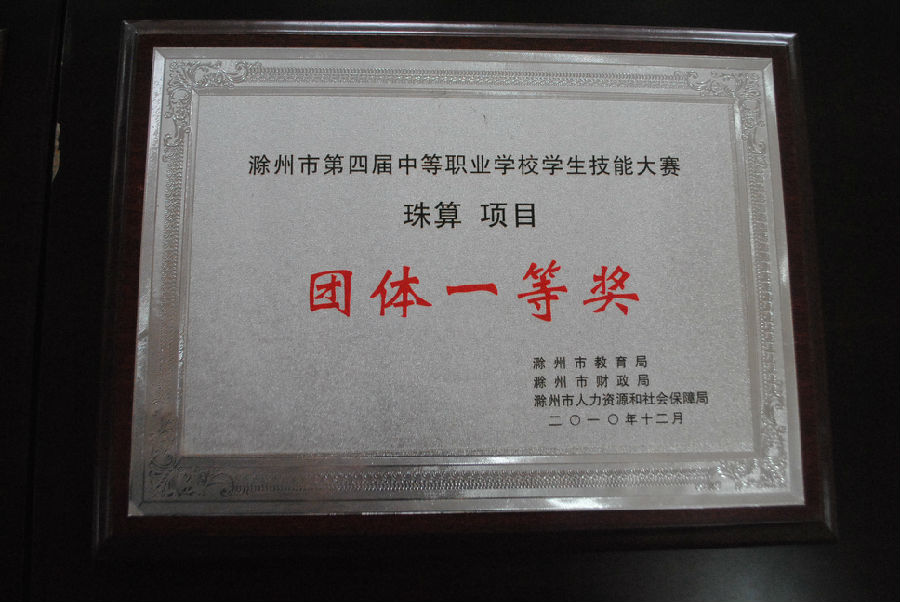 滁州市第四届中等职业学校学生技能大赛
珠算 项目
团体一等奖
滁州市教育局
滁州市财政局
滁州市人力资源和社会保障局
二〇一〇年十二月